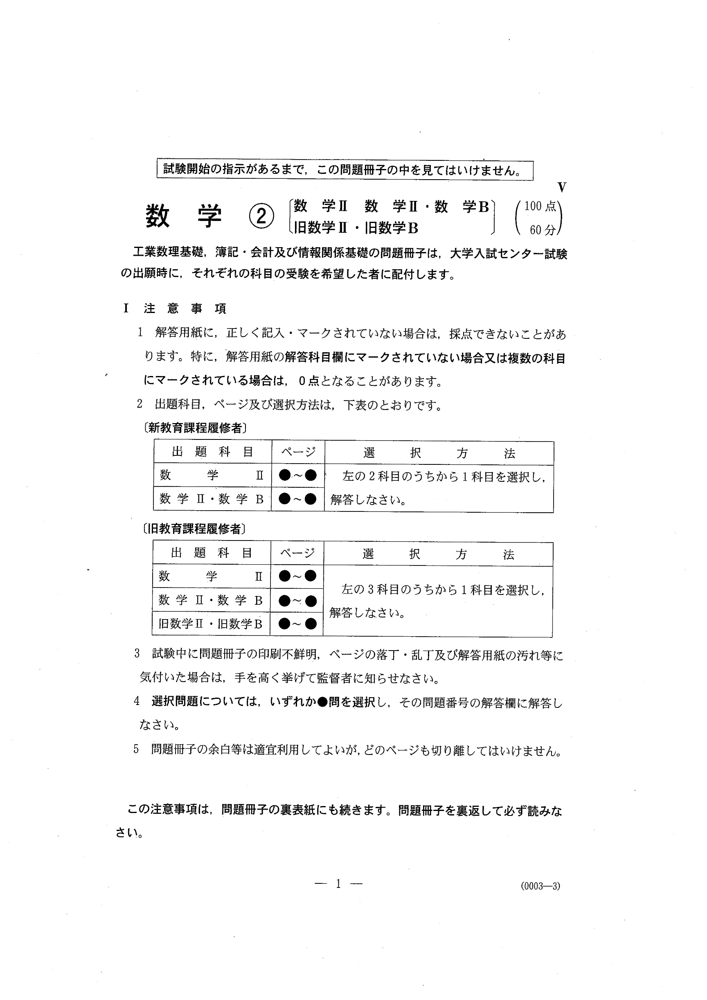 試験開始の指示があるまで，この問題冊子の中を見てはいけません。
V
数 学 ② 〔数 学Ⅱ 数 学Ⅱ・数 学B 旧数学Ⅱ・旧数学B〕 (100点 60分)
工業数理基礎，簿記・会計及び情報関係基礎の問題冊子は，大学入試センター試験
の出願時に，それぞれの科目の受験を希望した者に配付します。
Ⅰ 注 意 事 項
1 解答用紙に，正しく記入・マークされていない場合は，採点できないことがあ
ります。特に，解答用紙の解答科目欄にマークされていない場合又は複数の科目
にマークされている場合は，0点となることがあります。
2 出題科目，ページ及び選択方法は，下表のとおりです。
〔新教育課程履修者〕
出 題 科 目 ページ 選 択 方 法
数 学 Ⅱ ●～● 左の2科目のうちから1科目を選択し，
数 学 Ⅱ・数 学 B ●～● 解答しなさい。
〔旧教育課程履修者〕
出 題 科 目 ページ 選 択 方 法
数 学 Ⅱ ●～●
左の3科目のうちから1科目を選択し，
数 学 Ⅱ・数 学 B ●～●
解答しなさい。
旧数学Ⅱ・旧数学B ●～●
3 試験中に問題冊子の印刷不鮮明，ページの落丁・乱丁及び解答用紙の汚れ等に
気付いた場合は，手を高く挙げて監督者に知らせなさい。
4 選択問題については，いずれか●問を選択し，その問題番号の解答欄に解答し
なさい。
5 問題冊子の余白等は適宜利用してよいが，どのページも切り離してはいけません。
この注意事項は，問題冊子の裏表紙にも続きます。問題冊子を裏返して必ず読みな
さい。
— 1 —
(0003—3)